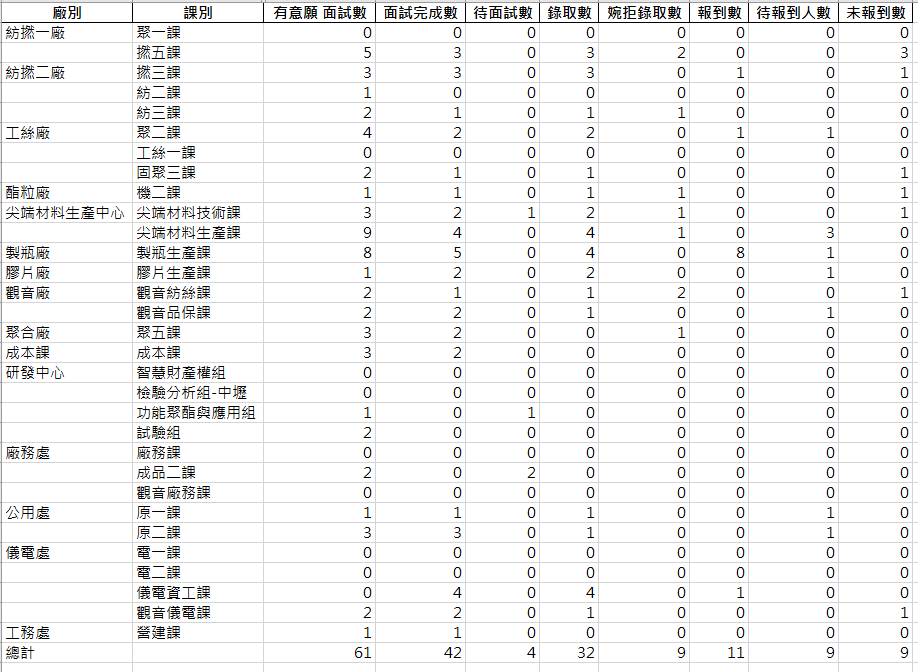 廠別 課別 有意願 面試數 面試完成數 待面試數 錄取數 婉拒錄取數 報到數 待報到人數 未報到數
紡撚一廠 聚一課 0 0 0 0 0 0 0 0
撚五課 5 3 0 3 2 0 0 3
紡撚二廠 撚三課 3 3 0 3 0 1 0 1
紡二課 1 0 0 0 0 0 0 0
紡三課 2 1 0 1 1 0 0 0
工絲廠 聚二課 4 2 0 2 0 1 1 0
工絲一課 0 0 0 0 0 0 0 0
固聚三課 2 1 0 1 0 0 0 1
酯粒廠 機二課 1 1 0 1 1 0 0 1
尖端材料生產中心 尖端材料技術課 3 2 1 2 1 0 0 1
尖端材料生產課 9 4 0 4 1 0 3 0
製瓶廠 製瓶生產課 8 5 0 4 0 8 1 0
膠片廠 膠片生產課 1 2 0 2 0 0 1 0
觀音廠 觀音紡絲課 2 1 0 1 2 0 0 1
觀音品保課 2 2 0 1 0 0 1 0
聚合廠 聚五課 3 2 0 0 1 0 0 0
成本課 成本課 3 2 0 0 0 0 0 0
研發中心 智慧財產權組 0 0 0 0 0 0 0 0
檢驗分析組-中壢 0 0 0 0 0 0 0 0
功能聚酯與應用組 1 0 1 0 0 0 0 0
試驗組 2 0 0 0 0 0 0 0
廠務處 廠務課 0 0 0 0 0 0 0 0
成品二課 2 0 2 0 0 0 0 0
觀音廠務課 0 0 0 0 0 0 0 0
公用處 原一課 1 1 0 1 0 0 1 0
原二課 3 3 0 1 0 0 1 0
儀電處 電一課 0 0 0 0 0 0 0 0
電二課 0 0 0 0 0 0 0 0
儀電資工課 0 4 0 4 0 1 0 0
觀音儀電課 2 2 0 1 0 0 0 1
工務處 營建課 1 1 0 0 0 0 0 0
總計 61 42 4 32 9 11 9 9